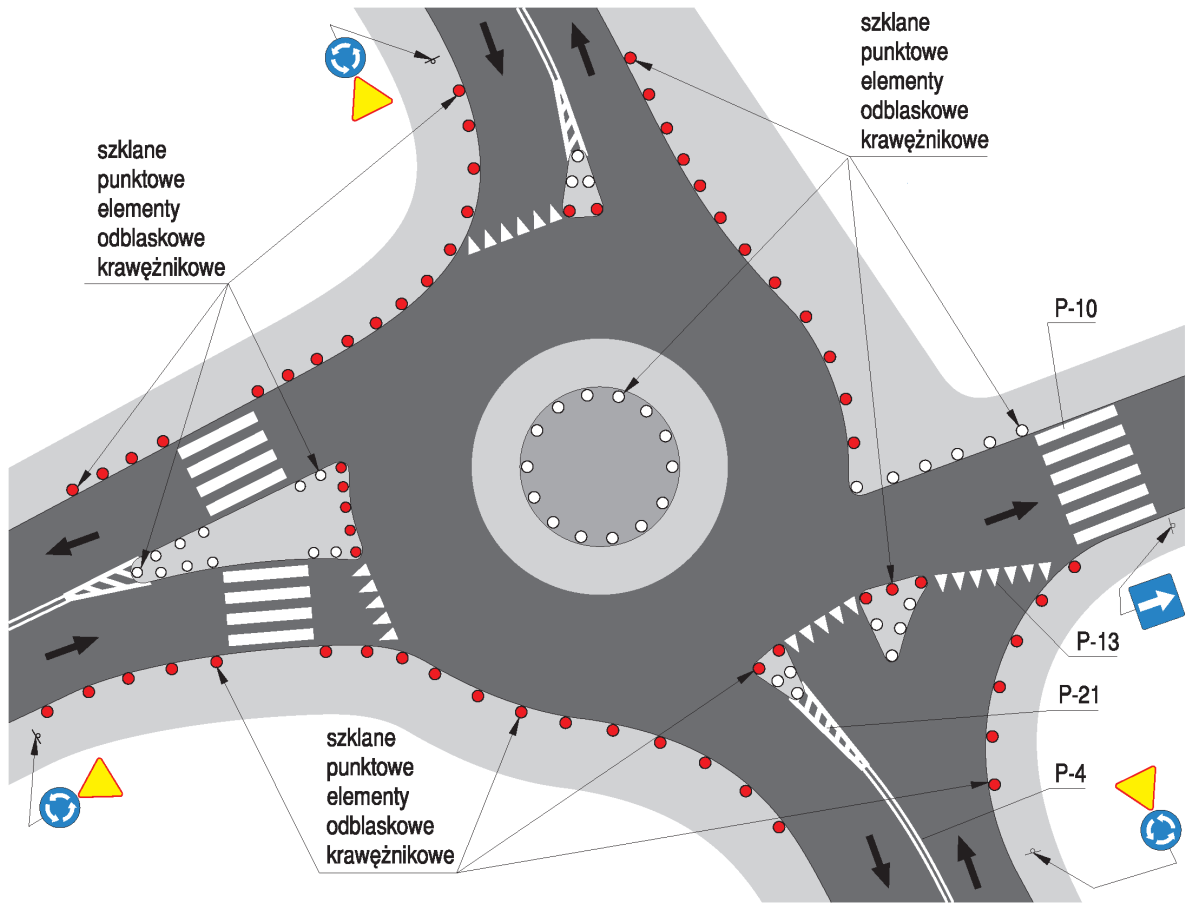 szklane
punktowe
elementy
odblaskowe
krawężnikowe
szklane
punktowe
elementy
odblaskowe
krawężnikowe
P-10
P-13
P-21
szklane
punktowe
elementy
odblaskowe
krawężnikowe
P-4